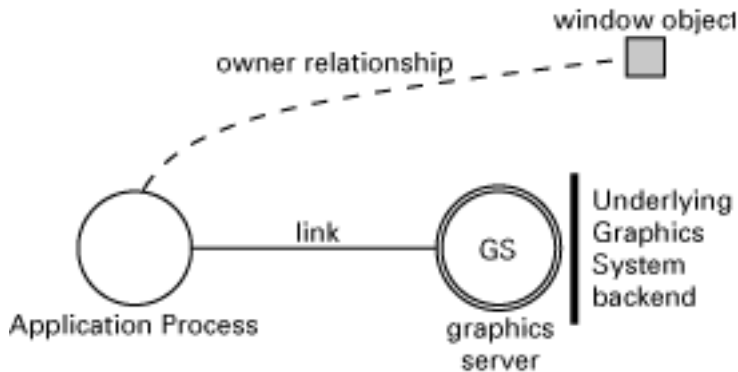 window object
owner relationship
link
GS
Underlying
Graphics
System
backend
Application Process
graphics
server